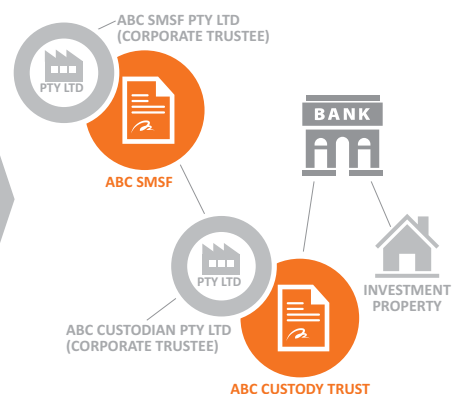 ABC SMSF PTY LTD
(CORPORATE TRUSTEE)
PTY LTD
ABC SMSF
BANK
PTY LTD
INVESTMENT
PROPERTY
ABC CUSTODIAN PTY LTD
(CORPORATE TRUSTEE)
ABC CUSTODY TRUST